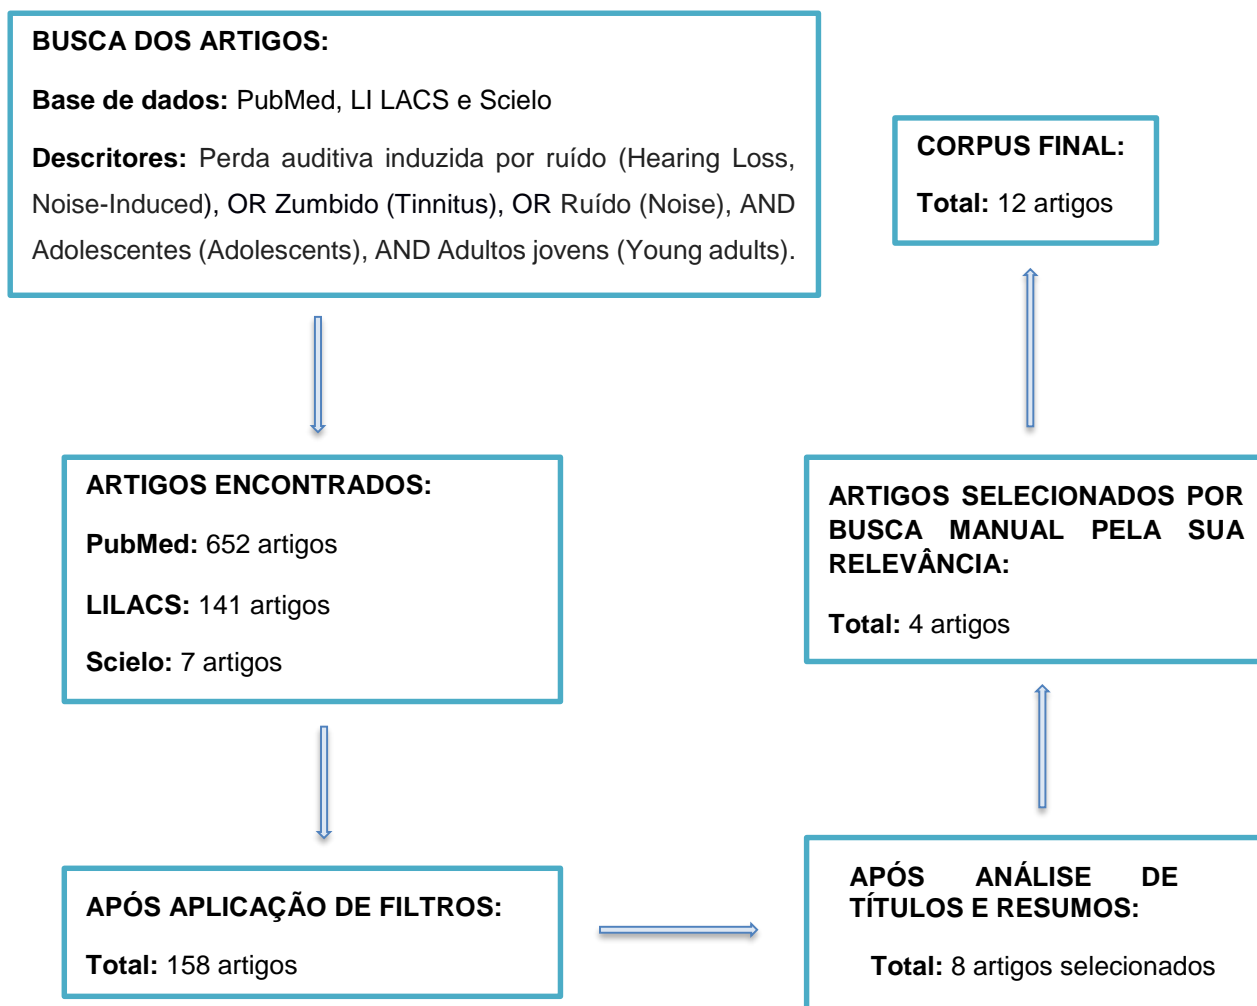 BUSCA DOS ARTIGOS:
Base de dados: PubMed, LI LACS e Scielo
Descritores: Perda auditiva induzida por ruído (Hearing Loss,
Noise-Induced), OR Zumbido (Tinnitus), OR Ruído (Noise), AND
Adolescentes (Adolescents), AND Adultos jovens (Young adults).
ARTIGOS ENCONTRADOS:
PubMed: 652 artigos
LILACS: 141 artigos
Scielo: 7 artigos
APÓS APLICAÇÃO DE FILTROS:
Total: 158 artigos
APÓS ANÁLISE DE
TÍTULOS E RESUMOS:
Total: 8 artigos selecionados
ARTIGOS SELECIONADOS POR
BUSCA MANUAL PELA SUA
RELEVÂNCIA:
Total: 4 artigos
CORPUS FINAL:
Total: 12 artigos